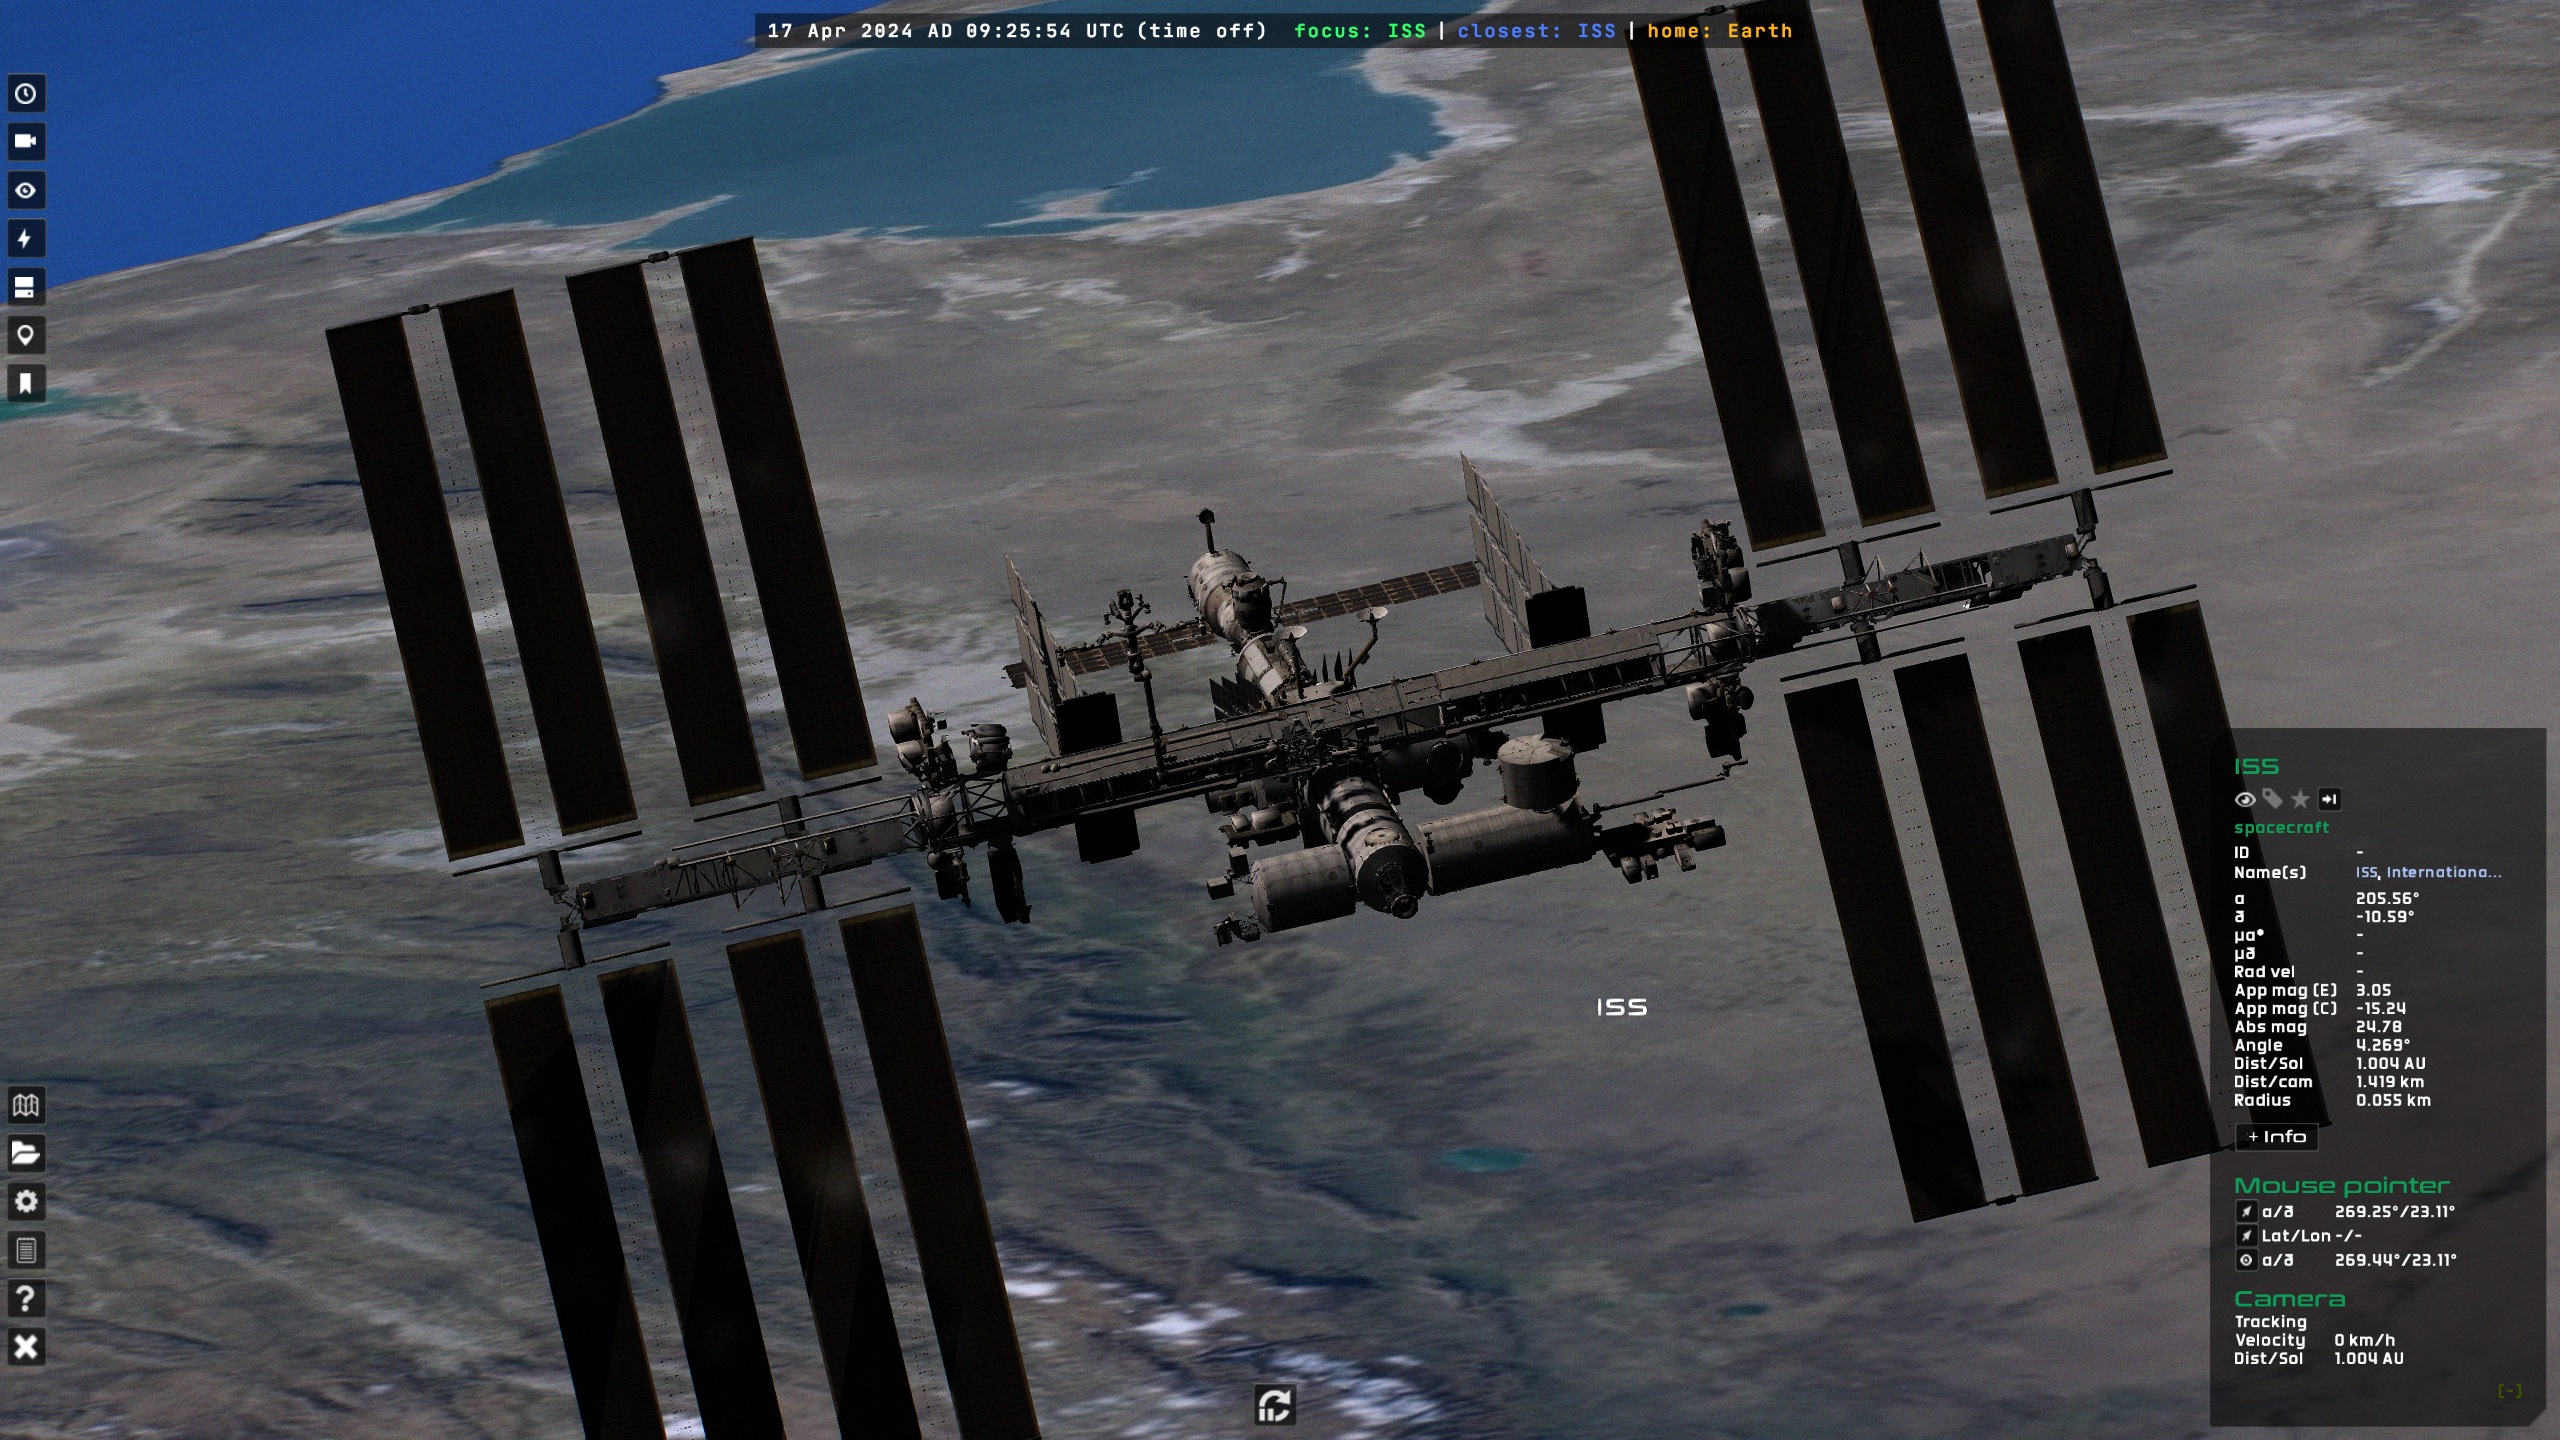 17 Apr 2024 AD 09:25:54 UTC (time off) focus: ISS | closest: ISS | home: Earth
ISS
ISS
spacecraft
ID -
Name(s) ISS, Internationa...
α 205.56°
δ -10.59°
μα* -
μδ -
Rad vel -
App mag (E) 3.05
App mag (C) -15.24
Abs mag 24.78
Angle 4.269°
Dist/Sol 1.004 AU
Dist/cam 1.419 km
Radius 0.055 km
+ Info
Mouse pointer
α/δ 269.25°/23.11°
Lat/Lon -/-
α/δ 269.44°/23.11°
Camera
Tracking
Velocity 0 km/h
Dist/Sol 1.004 AU
[-]